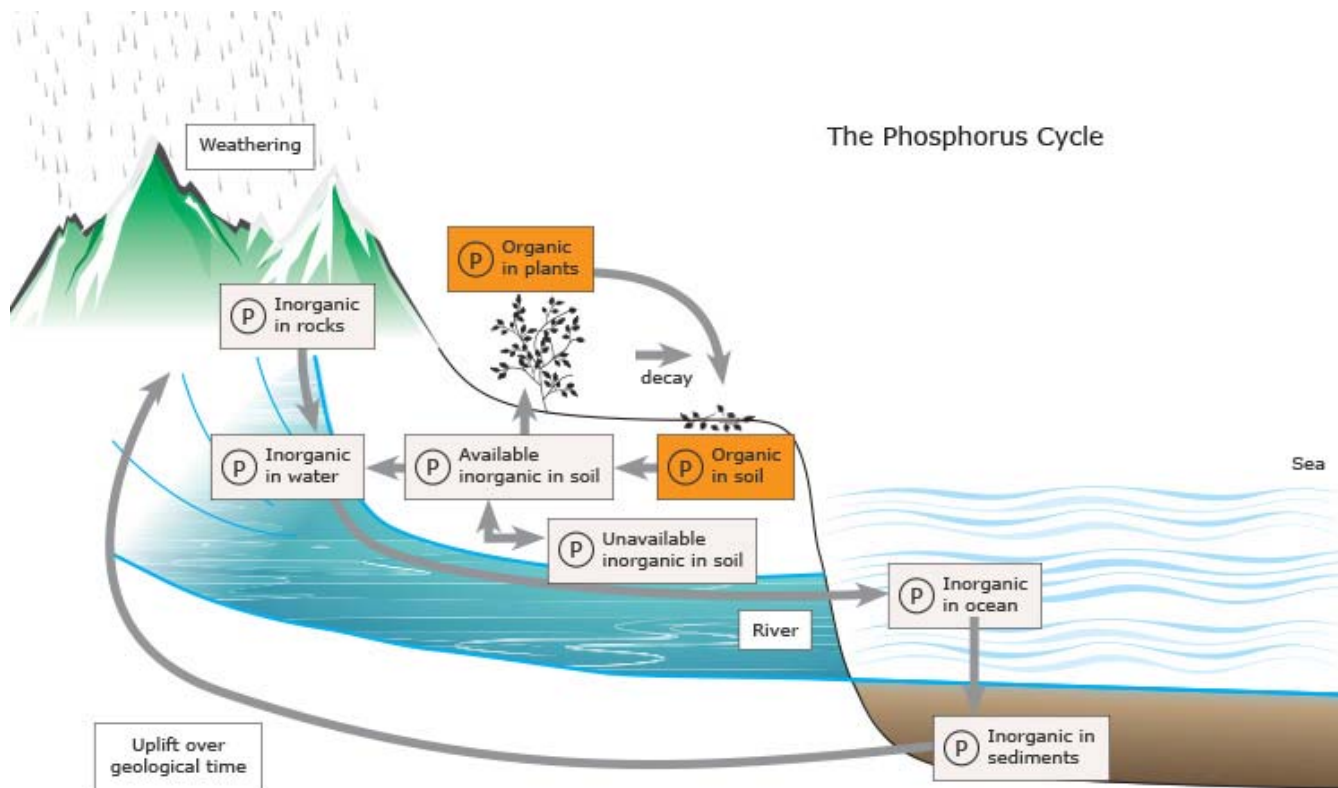 The Phosphorus Cycle
Weathering
P
Organic
in plants
P
Inorganic
in rocks
decay
P
Inorganic
in water
P
Available
inorganic in soil
P
Organic
in soil
Sea
P
Unavailable
inorganic in soil
P
Inorganic
in ocean
River
P
Inorganic in
sediments
Uplift over
geological time